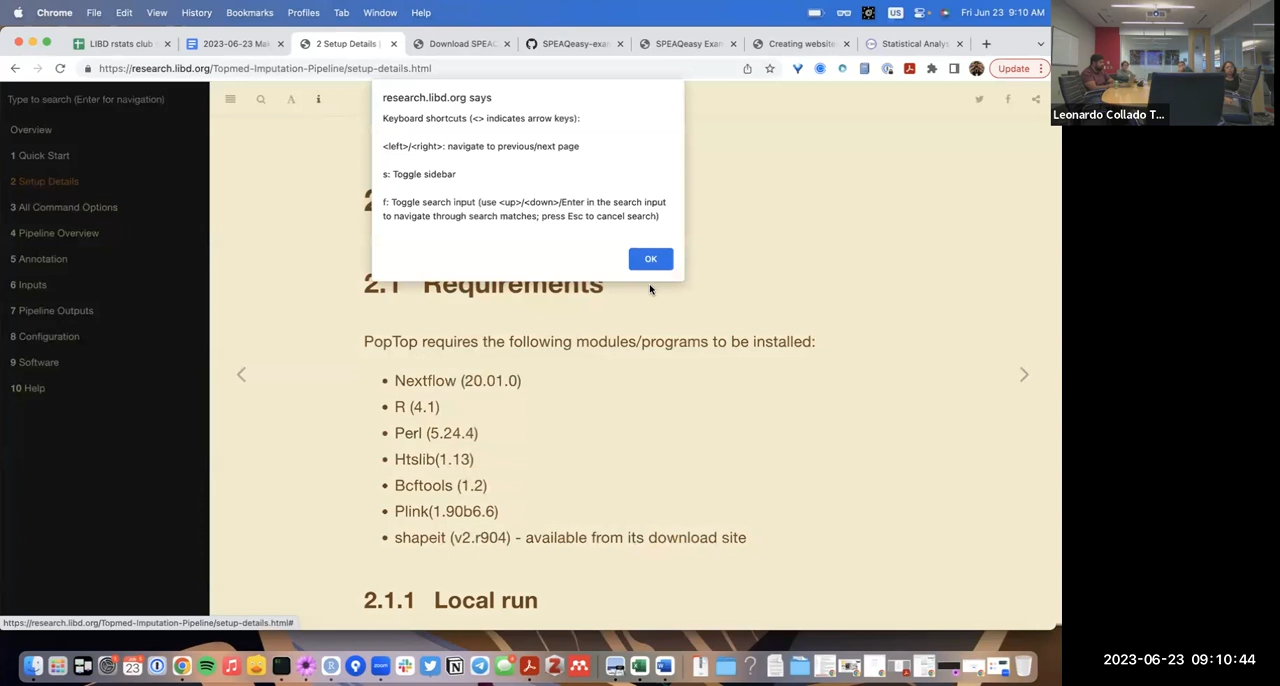 Chrome File Edit View History Bookmarks Profiles Tab Window Help
US Fri Jun 23 9:10 AM
LIBD rstats club
2023-06-23 Mak
2 Setup Details |
Download SPEAC
SPEAQeasy-exa
SPEAQeasy Exa
Creating website
Statistical Analys
https://research.libd.org/Topmed-Imputation-Pipeline/setup-details.html
Update
Leonardo Collado T...
Type to search (Enter for navigation)
Overview
1 Quick Start
2 Setup Details
3 All Command Options
4 Pipeline Overview
5 Annotation
6 Inputs
7 Pipeline Outputs
8 Configuration
9 Software
10 Help
A i
research.libd.org says
Keyboard shortcuts (<> indicates arrow keys):
<left>/<right>: navigate to previous/next page
s: Toggle sidebar
f: Toggle search input (use <up>/<down>/Enter in the search input
to navigate through search matches; press Esc to cancel search)
OK
2.1 Requirements
PopTop requires the following modules/programs to be installed:
• Nextflow (20.01.0)
• R (4.1)
• Perl (5.24.4)
• Htslib(1.13)
• Bcftools (1.2)
• Plink(1.90b6.6)
• shapeit (v2.r904) - available from its download site
2.1.1 Local run
https://research.libd.org/Topmed-Imputation-Pipeline/setup-details.html#
23
zoom
2023-06-23 09:10:44